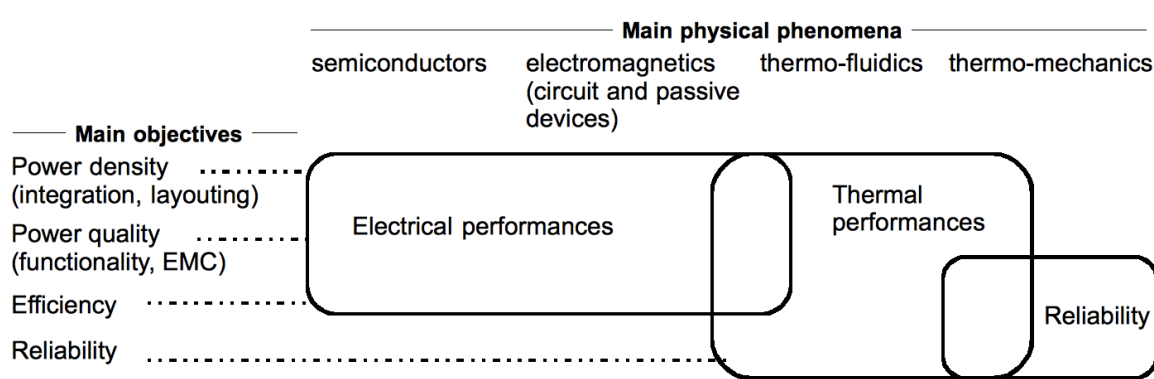 Main physical phenomena
semiconductors electromagnetics thermo-fluidics thermo-mechanics
(circuit and passive
devices)
Main objectives
Power density
(integration, layouting)
Power quality
(functionality, EMC)
Efficiency
Reliability
Electrical performances
Thermal
performances
Reliability